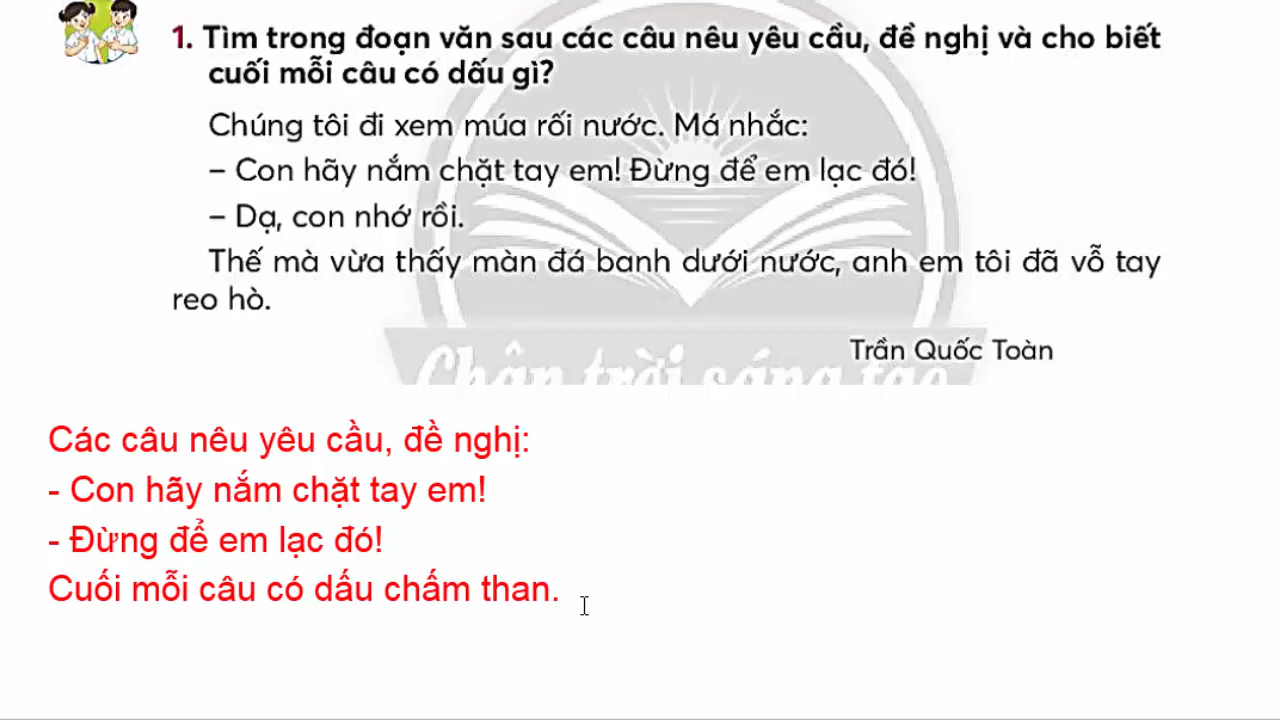 1. Tìm trong đoạn văn sau các câu nêu yêu cầu, đề nghị và cho biết
cuối mỗi câu có dấu gì?
Chúng tôi đi xem múa rối nước. Má nhắc:
– Con hãy nắm chặt tay em! Đừng để em lạc đó!
– Dạ, con nhớ rồi.
Thế mà vừa thấy màn đá banh dưới nước, anh em tôi đã vỗ tay
reo hò.
Trần Quốc Toàn
Chân trời sáng tạo
Các câu nêu yêu cầu, đề nghị:
- Con hãy nắm chặt tay em!
- Đừng để em lạc đó!
Cuối mỗi câu có dấu chấm than.